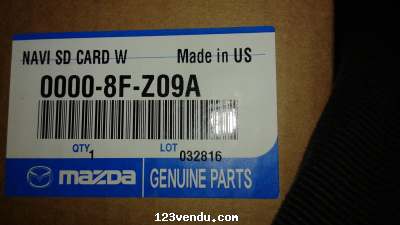 NAVI SD CARD W Made in US
0000-8F-Z09A
QTY LOT
1 032816
mazda GENUINE PARTS
123vendu.com